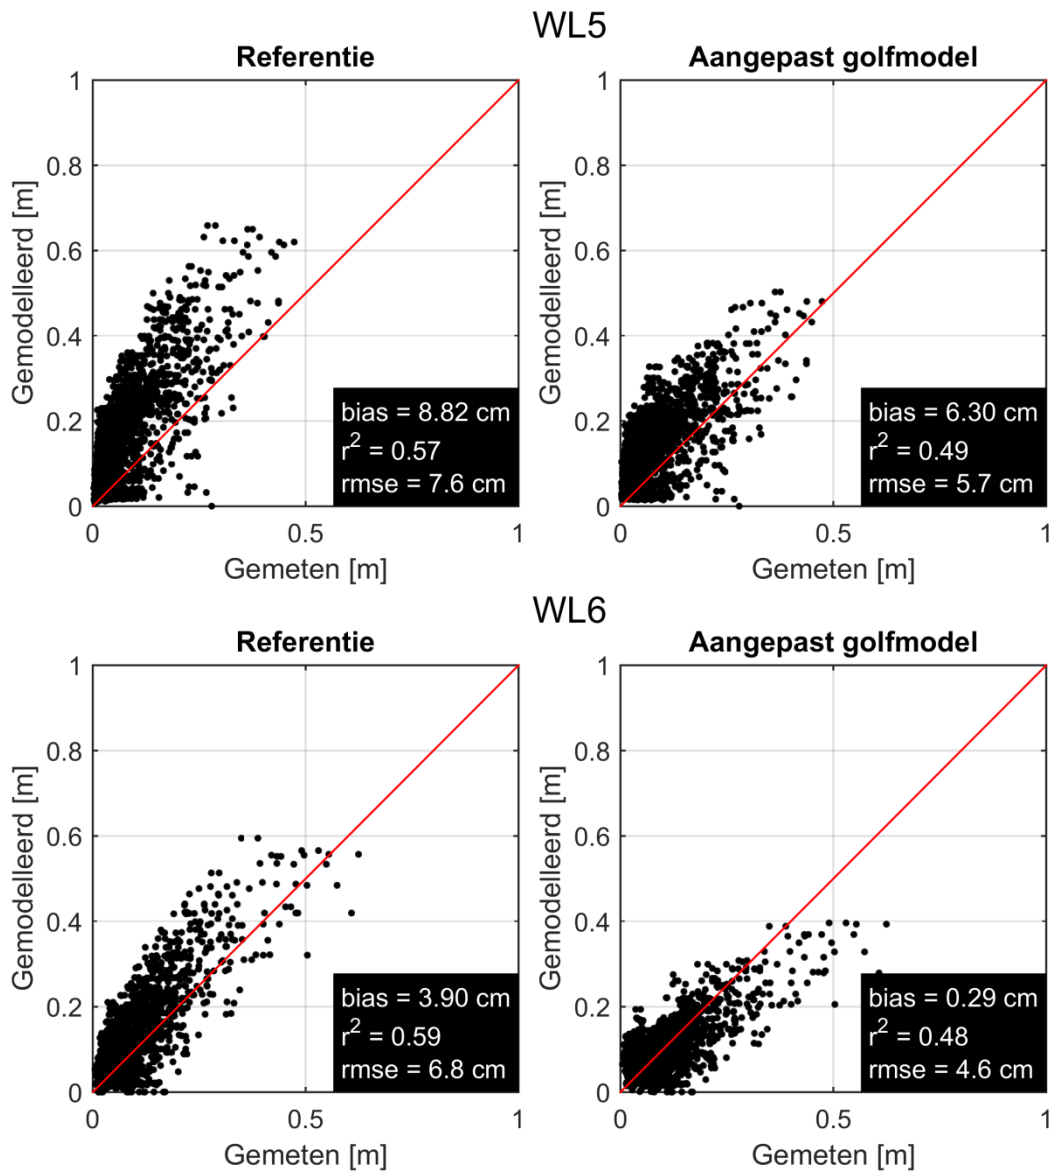 WL5
Referentie
Aangepast golfmodel
1
0.8
0.6
0.4
0.2
0
Gemodelleerd [m]
bias = 8.82 cm
r² = 0.57
rmse = 7.6 cm
0
0.5
1
Gemeten [m]
1
0.8
0.6
0.4
0.2
0
Gemodelleerd [m]
bias = 6.30 cm
r² = 0.49
rmse = 5.7 cm
0
0.5
1
Gemeten [m]
WL6
Referentie
Aangepast golfmodel
1
0.8
0.6
0.4
0.2
0
Gemodelleerd [m]
bias = 3.90 cm
r² = 0.59
rmse = 6.8 cm
0
0.5
1
Gemeten [m]
1
0.8
0.6
0.4
0.2
0
Gemodelleerd [m]
bias = 0.29 cm
r² = 0.48
rmse = 4.6 cm
0
0.5
1
Gemeten [m]